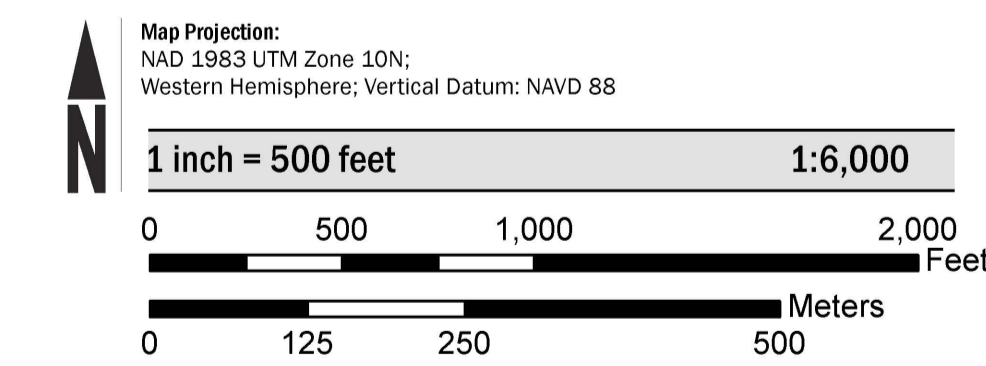 N
Map Projection:
NAD 1983 UTM Zone 10N;
Western Hemisphere; Vertical Datum: NAVD 88
1 inch = 500 feet 1:6,000
0 500 1,000 2,000
Feet
Meters
0 125 250 500